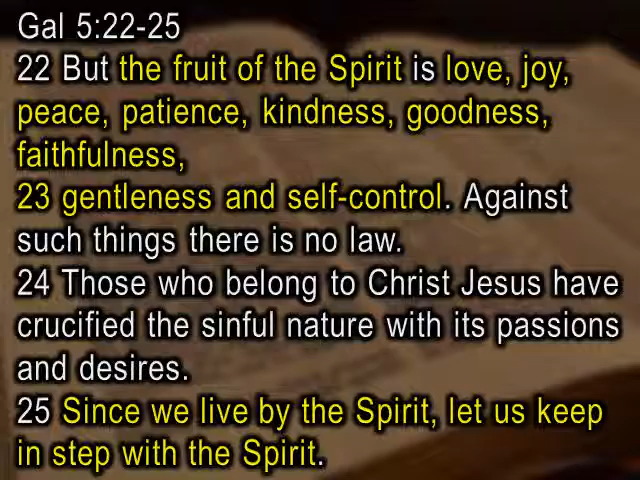 Gal 5:22-25
22 But the fruit of the Spirit is love, joy,
peace, patience, kindness, goodness,
faithfulness,
23 gentleness and self-control. Against
such things there is no law.
24 Those who belong to Christ Jesus have
crucified the sinful nature with its passions
and desires.
25 Since we live by the Spirit, let us keep
in step with the Spirit.